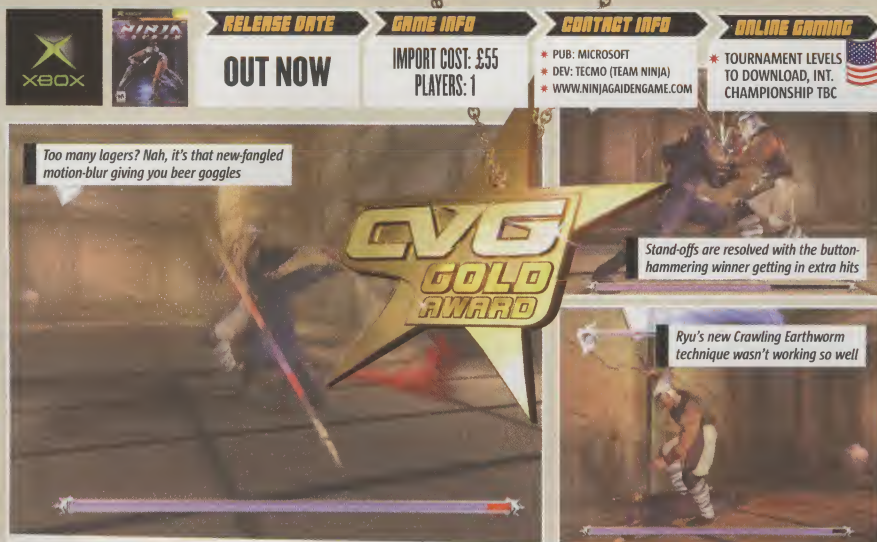 XBOX
NINJA
RELEASE DATE
OUT NOW
GAME INFO
IMPORT COST: £55
PLAYERS: 1
CONTACT INFO
* PUB: MICROSOFT
* DEV: TECMO (TEAM NINJA)
* WWW.NINJAGAIDENGAME.COM
ONLINE GAMING
* TOURNAMENT LEVELS
TO DOWNLOAD, INT.
CHAMPIONSHIP TBC
Too many lagers? Nah, it's that new-fangled
motion-blur giving you beer goggles
CVG
GOLD
AWARD
Stand-offs are resolved with the button-
hammering winner getting in extra hits
Ryu's new Crawling Earthworm
technique wasn't working so well